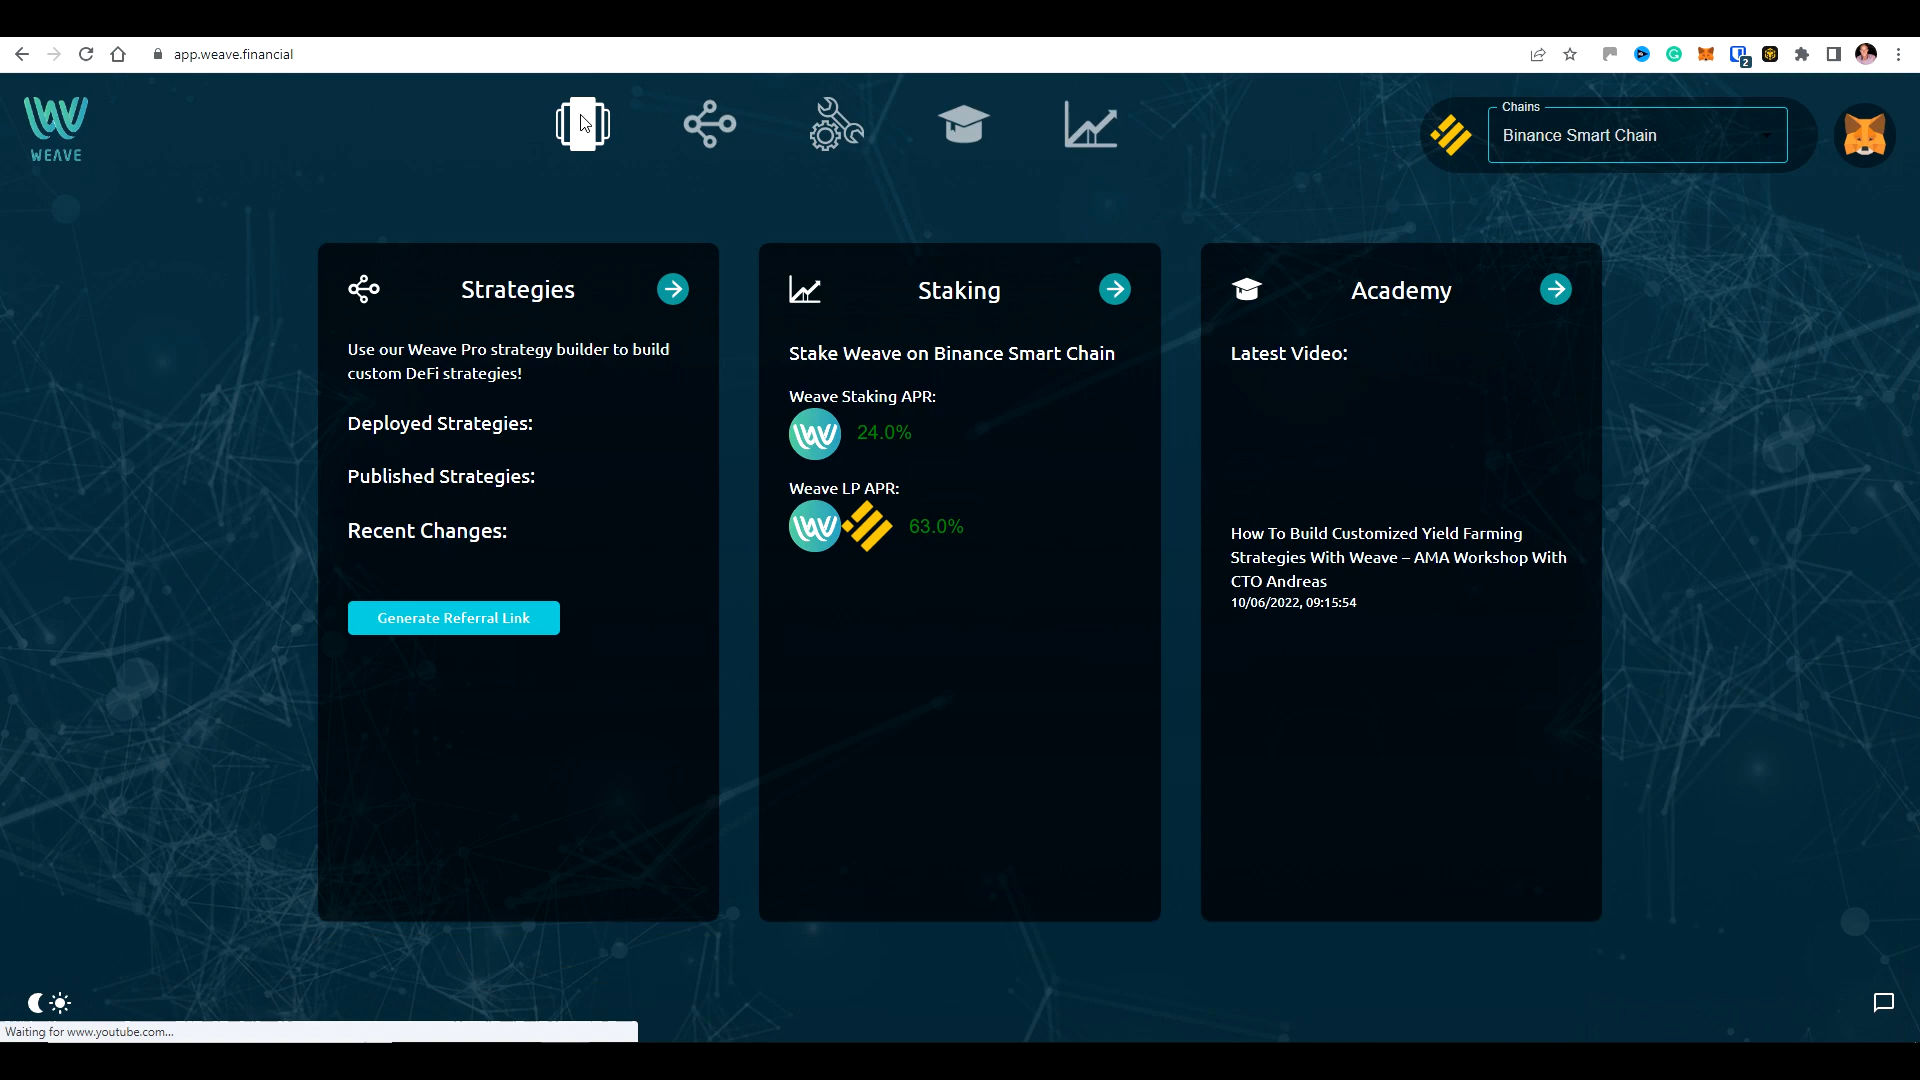 app.weave.financial
2
WEAVE
Chains
Binance Smart Chain
Strategies
Use our Weave Pro strategy builder to build
custom DeFi strategies!
Deployed Strategies:
Published Strategies:
Recent Changes:
Generate Referral Link
Staking
Stake Weave on Binance Smart Chain
Weave Staking APR:
24.0%
Weave LP APR:
63.0%
Academy
Latest Video:
How To Build Customized Yield Farming
Strategies With Weave – AMA Workshop With
CTO Andreas
10/06/2022, 09:15:54
Waiting for www.youtube.com...